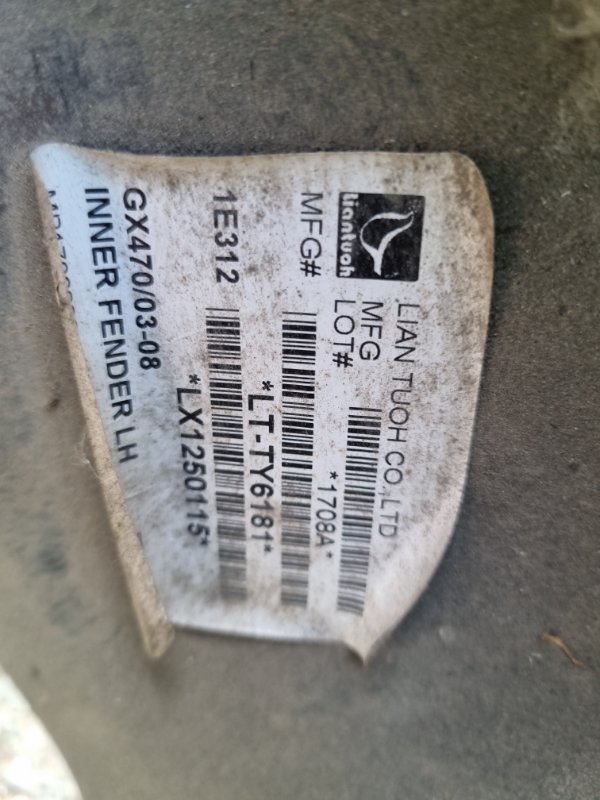 LIAN TUOH CO.,LTD
liantuoh
MFG
LOT#
*1708A*
MFG#
*LT-TY6181*
1E312
*LX1250115*
GX470/03-08
INNER FENDER LH